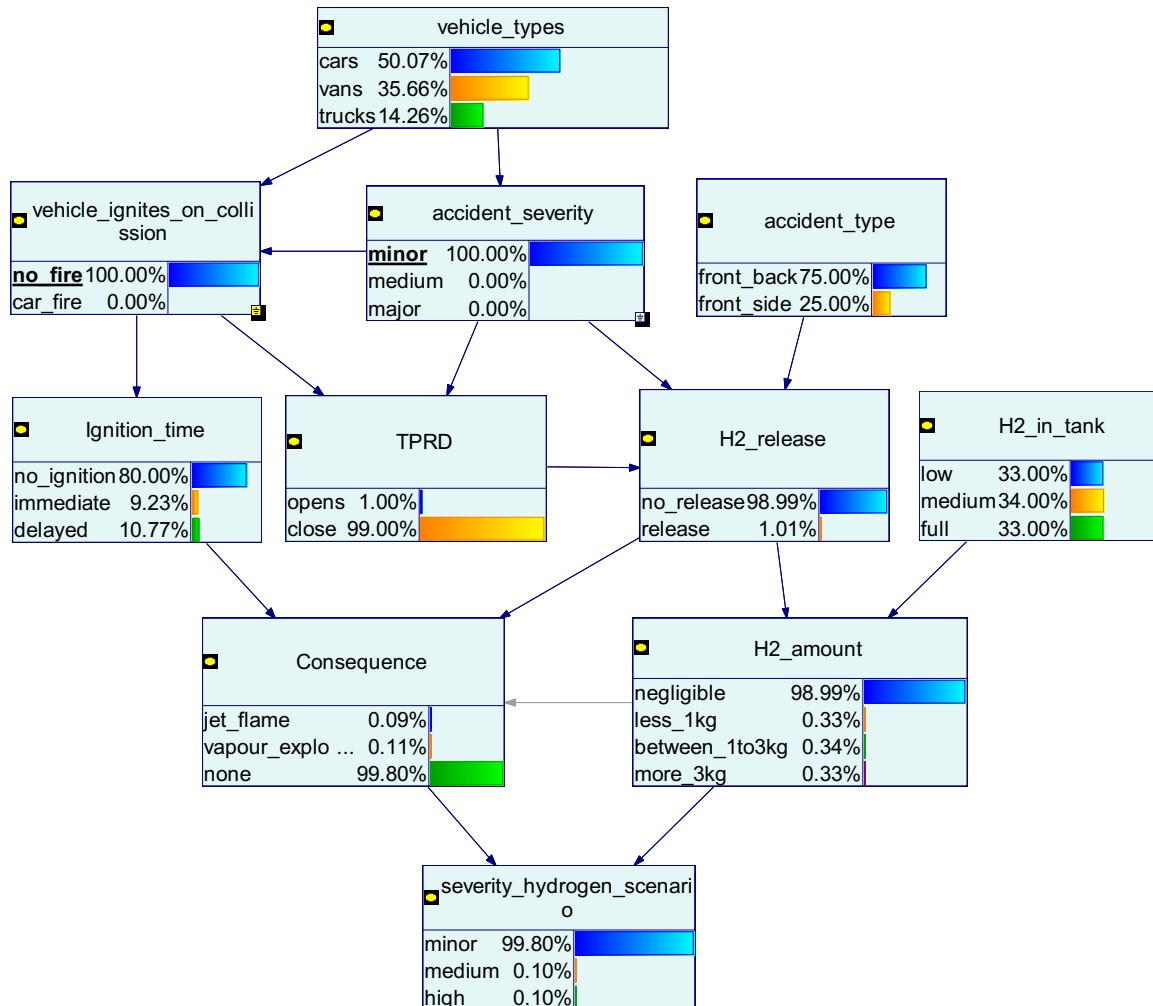 vehicle_types
cars 50.07%
vans 35.66%
trucks 14.26%
vehicle_ignites_on_colli
ssion
no_fire 100.00%
car_fire 0.00%
accident_severity
minor 100.00%
medium 0.00%
major 0.00%
accident_type
front_back 75.00%
front_side 25.00%
Ignition_time
no_ignition 80.00%
immediate 9.23%
delayed 10.77%
TPRD
opens 1.00%
close 99.00%
H2_release
no_release 98.99%
release 1.01%
H2_in_tank
low 33.00%
medium 34.00%
full 33.00%
Consequence
jet_flame 0.09%
vapour_explo ... 0.11%
none 99.80%
H2_amount
negligible 98.99%
less_1kg 0.33%
between_1to3kg 0.34%
more_3kg 0.33%
severity_hydrogen_scenari
o
minor 99.80%
medium 0.10%
high 0.10%